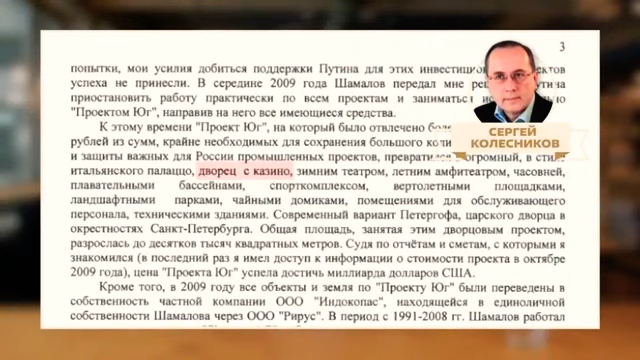 3
попытки, мои усилия добиться поддержки Путина для этих инвестицио
успеха не принесли. В середине 2009 года Шамалов передал мне ре
приостановить работу практически по всем проектам и заниматься
"Проектом Юг", направив на него все имеющиеся средства.
К этому времени "Проект Юг", на который было отвлечено
рублей из сумм, крайне необходимых для сохранения большого
и защиты важных для России промышленных проектов, превратился огромный, в
итальянского палаццо, дворец с казино, зимним театром, летним амфитеатром, часовней,
плавательными бассейнами, спорткомплексом, вертолетными площадками,
ландшафтными парками, чайными домиками, помещениями для обслуживающего
персонала, техническими зданиями. Современный вариант Петергофа, царского дворца в
окрестностях Санкт-Петербурга. Общая площадь, занятая этим дворцовым проектом,
разрослась до десятков тысяч квадратных метров. Судя по отчётам и сметам, с которыми я
знакомился (в последний раз я имел доступ к информации о стоимости проекта в октябре
2009 года), цена "Проекта Юг" успела достичь миллиарда долларов США.
Кроме того, в 2009 году все объекты и земля по "Проекту Юг" были переведены в
собственность частной компании ООО "Индокопас", находящейся в единоличной
собственности Шамалова через ООО "Рирус". В период с 1991-2008 гг. Шамалов работал
СЕРГЕЙ
КОЛЕСНИКОВ